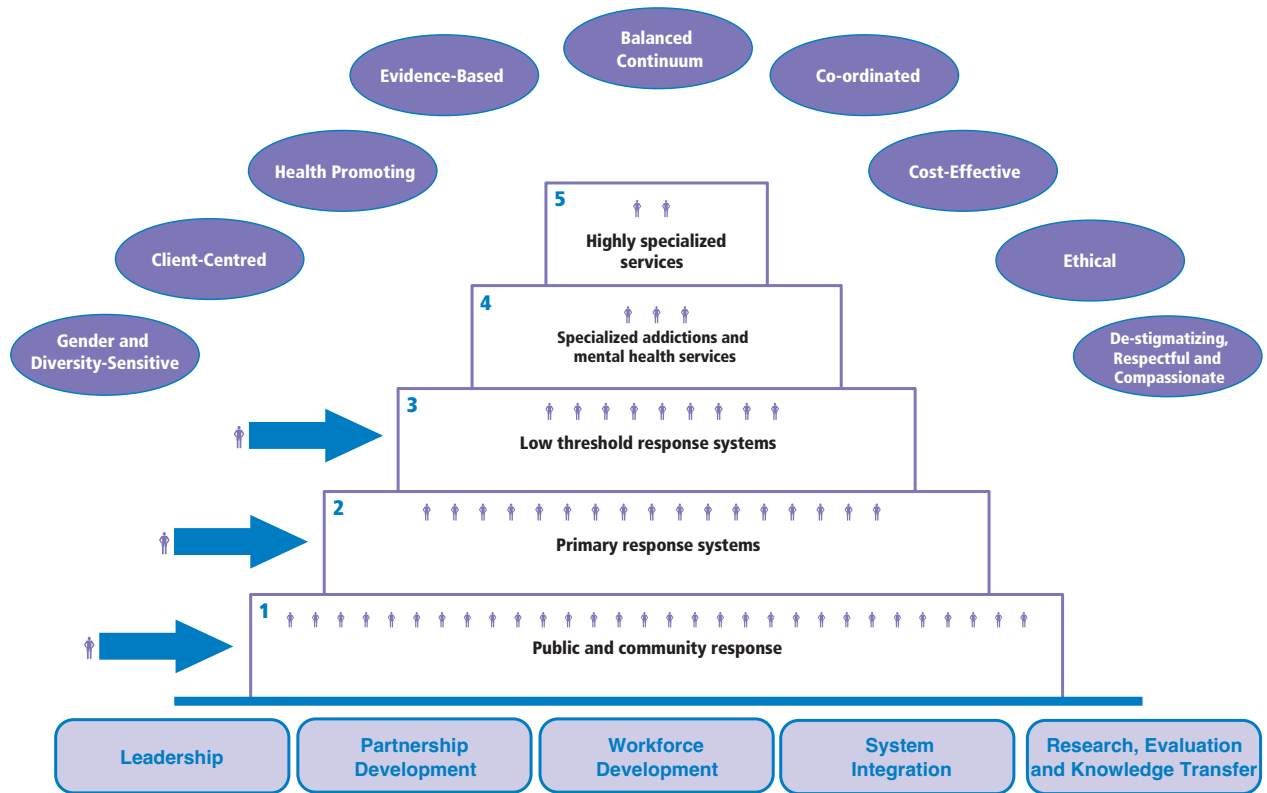 Balanced
Continuum
Evidence-Based
Co-ordinated
Health Promoting
Cost-Effective
Client-Centred
Ethical
Gender and
Diversity-Sensitive
De-stigmatizing,
Respectful and
Compassionate
5
Highly specialized
services
4
Specialized addictions and
mental health services
3
Low threshold response systems
2
Primary response systems
1
Public and community response
Leadership
Partnership
Development
Workforce
Development
System
Integration
Research, Evaluation
and Knowledge Transfer